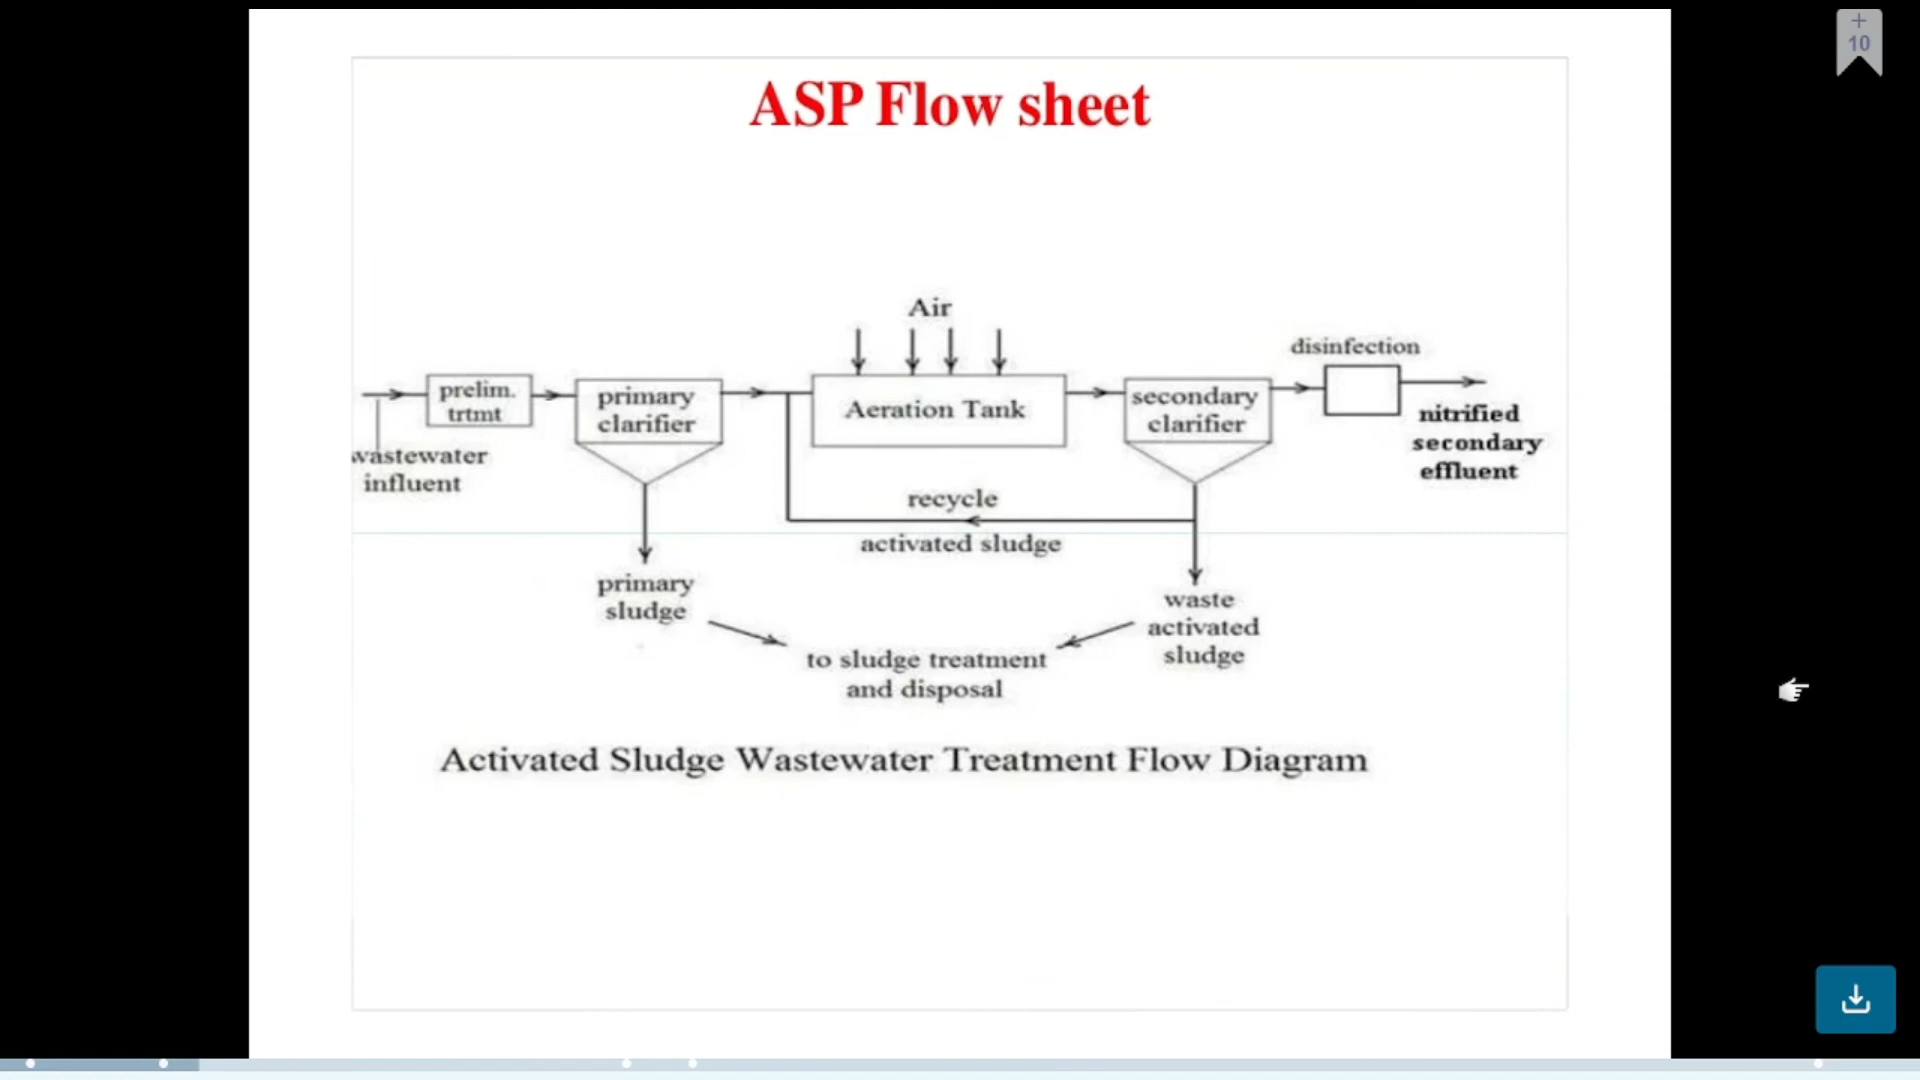 +
10
ASP Flow sheet
Air
disinfection
prelim.
trtmt
primary
clarifier
Aeration Tank
secondary
clarifier
nitrified
secondary
effluent
wastewater
influent
recycle
activated sludge
primary
sludge
waste
activated
sludge
to sludge treatment
and disposal
Activated Sludge Wastewater Treatment Flow Diagram